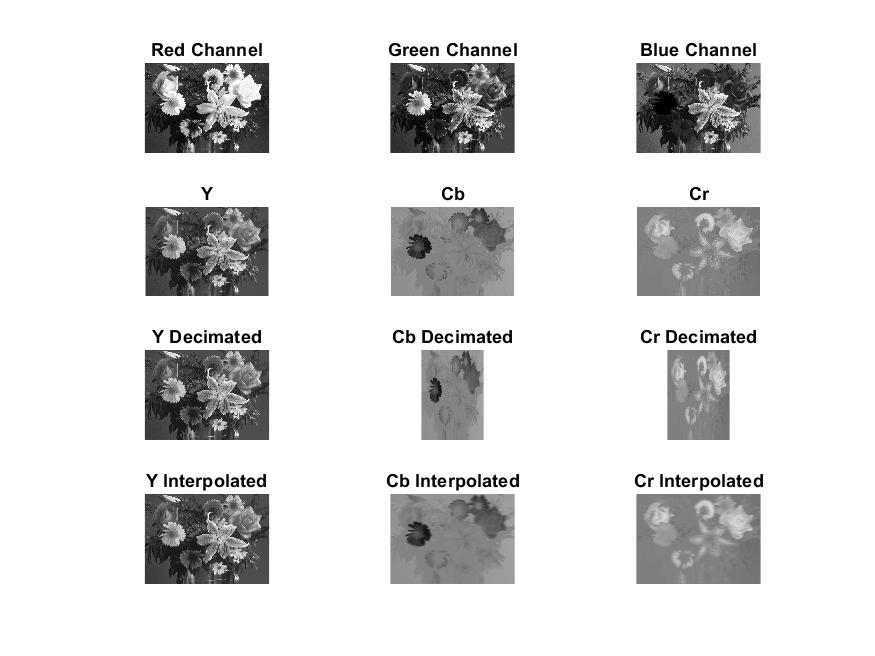 Red Channel
Green Channel
Blue Channel
Y
Cb
Cr
Y Decimated
Cb Decimated
Cr Decimated
Y Interpolated
Cb Interpolated
Cr Interpolated